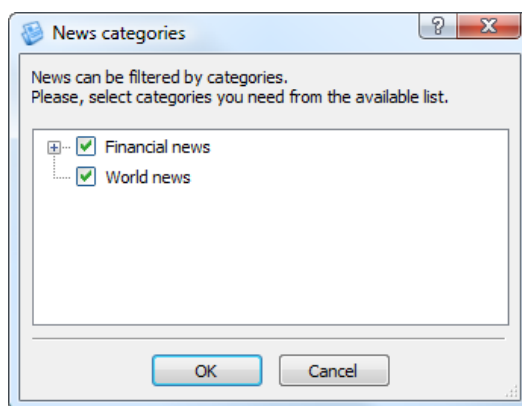 News categories
News can be filtered by categories.
Please, select categories you need from the available list.
Financial news
World news
OK
Cancel